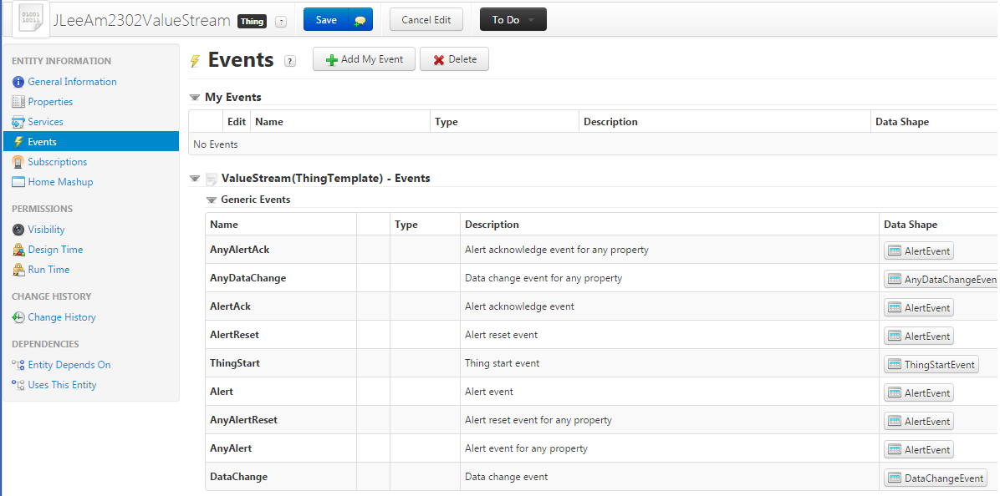 JLeeAm2302ValueStream Thing ? Save Cancel Edit To Do
ENTITY INFORMATION
General Information
Properties
Services
Events
Subscriptions
Home Mashup
PERMISSIONS
Visibility
Design Time
Run Time
CHANGE HISTORY
Change History
DEPENDENCIES
Entity Depends On
Uses This Entity
Events ? Add My Event Delete
My Events
Edit Name Type Description Data Shape
No Events
ValueStream(ThingTemplate) - Events
Generic Events
Name Type Description Data Shape
AnyAlertAck Alert acknowledge event for any property AlertEvent
AnyDataChange Data change event for any property AnyDataChangeEven
AlertAck Alert acknowledge event AlertEvent
AlertReset Alert reset event AlertEvent
ThingStart Thing start event ThingStartEvent
Alert Alert event AlertEvent
AnyAlertReset Alert reset event for any property AlertEvent
AnyAlert Alert event for any property AlertEvent
DataChange Data change event DataChangeEvent